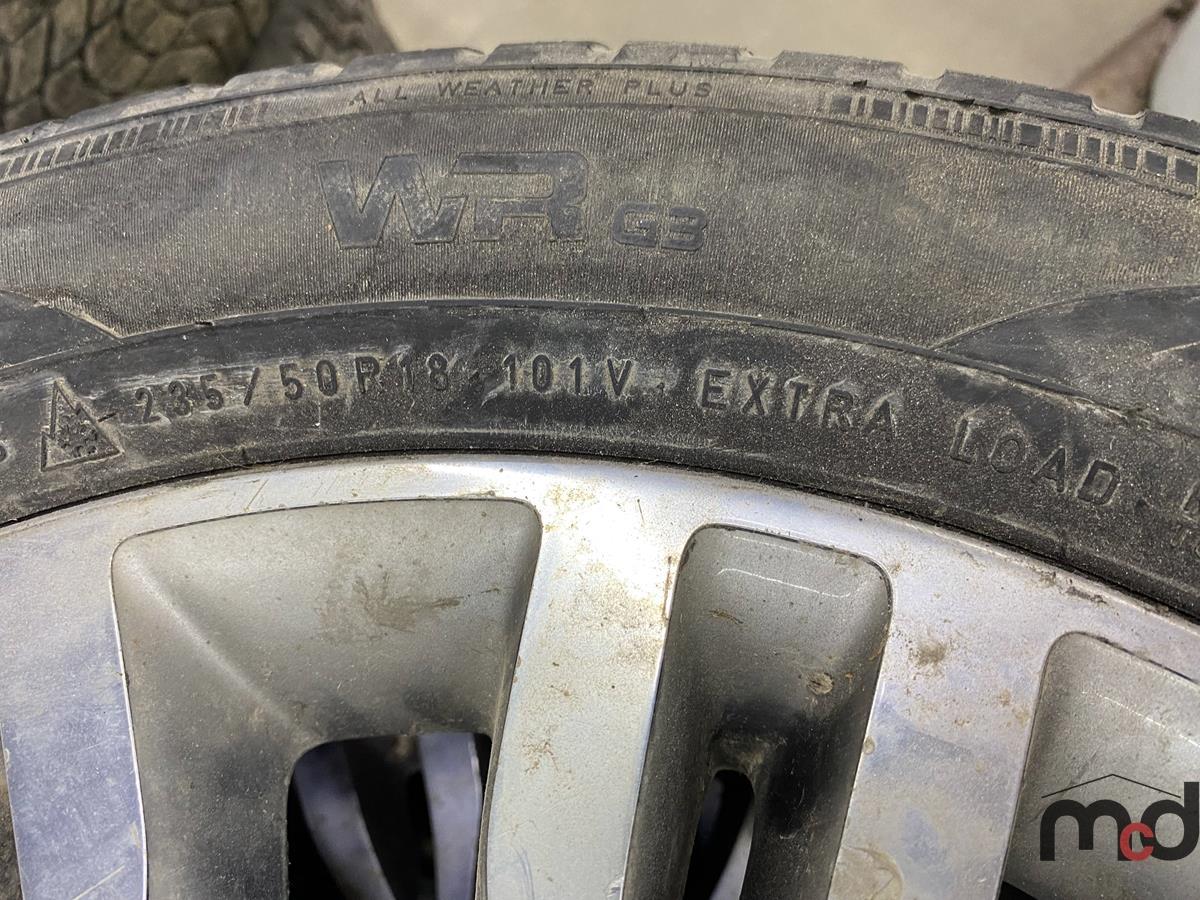 ALL WEATHER PLUS
WR G3
235/50R18 · 101V · EXTRA LOAD ·
mcd